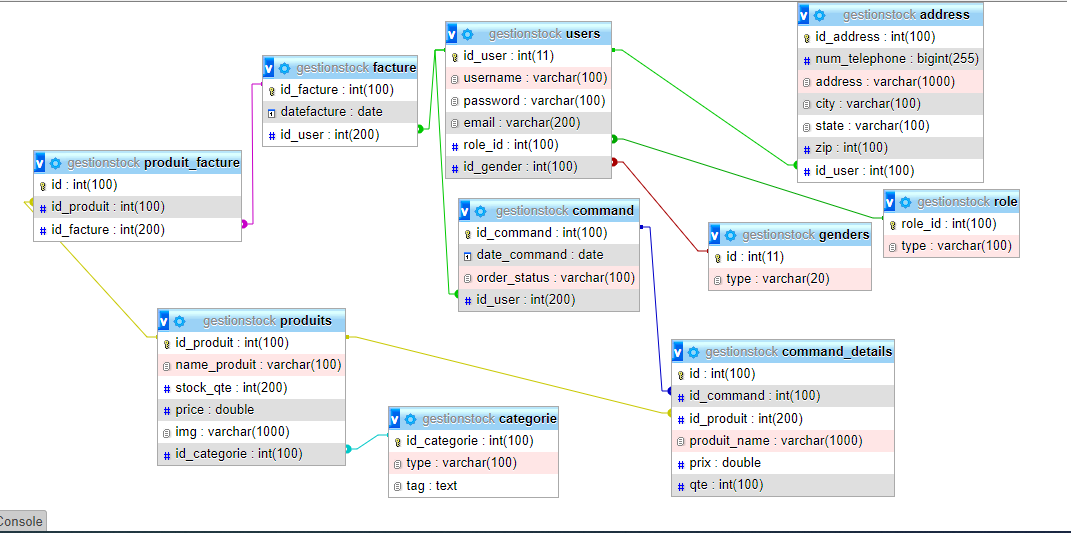 gestionstock address
id_address : int(100)
num_telephone : bigint(255)
address : varchar(1000)
city : varchar(100)
state : varchar(100)
zip : int(100)
id_user : int(100)
gestionstock users
id_user : int(11)
username : varchar(100)
password : varchar(100)
email : varchar(200)
role_id : int(100)
id_gender : int(100)
gestionstock facture
id_facture : int(100)
datefacture : date
id_user : int(200)
gestionstock produit_facture
id : int(100)
id_produit : int(100)
id_facture : int(200)
gestionstock role
role_id : int(100)
type : varchar(100)
gestionstock command
id_command : int(100)
date_command : date
order_status : varchar(100)
id_user : int(200)
gestionstock genders
id : int(11)
type : varchar(20)
gestionstock produits
id_produit : int(100)
name_produit : varchar(100)
stock_qte : int(200)
price : double
img : varchar(1000)
id_categorie : int(100)
gestionstock command_details
id : int(100)
id_command : int(100)
id_produit : int(200)
produit_name : varchar(1000)
prix : double
qte : int(100)
gestionstock categorie
id_categorie : int(100)
type : varchar(100)
tag : text
Console